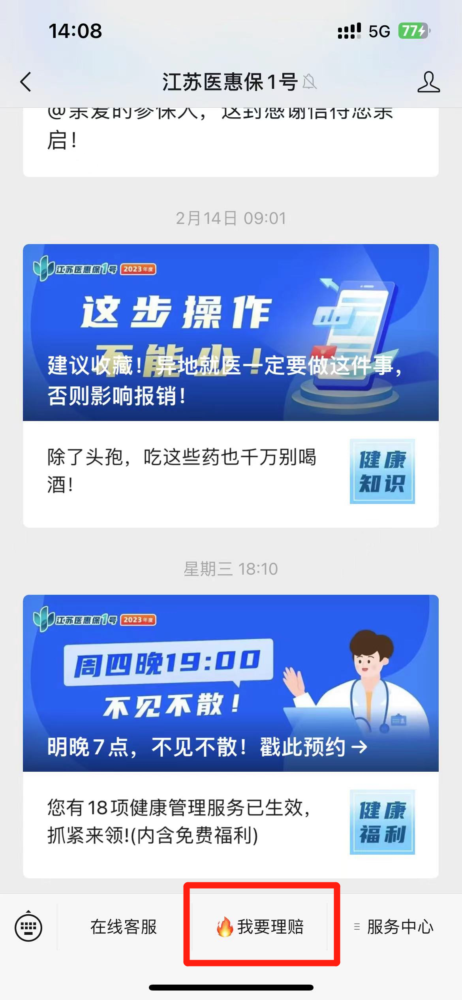 14:08
5G
77
江苏医惠保1号
@亲爱的参保人，这封感谢信待您亲
启！
2月14日 09:01
江苏医惠保1号 2023年度
这步操作
不能少！
建议收藏！异地就医一定要做这件事，
否则影响报销！
除了头孢，吃这些药也千万别喝
酒！
健康
知识
星期三 18:10
江苏医惠保1号 2023年度
周四晚19:00
不见不散！
明晚7点，不见不散！戳此预约→
您有18项健康管理服务已生效，
抓紧来领!(内含免费福利)
健康
福利
在线客服
🔥我要理赔
服务中心